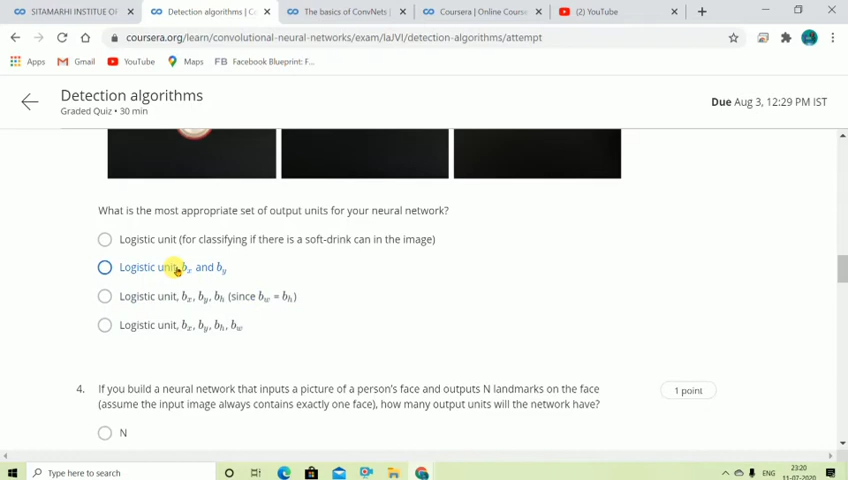 SITAMARHI INSTITUE OF
Detection algorithms | C
The basics of ConvNets |
Coursera | Online Course
(2) YouTube
coursera.org/learn/convolutional-neural-networks/exam/IaJVI/detection-algorithms/attempt
Apps Gmail YouTube Maps FB Facebook Blueprint: F...
Detection algorithms
Graded Quiz • 30 min
Due Aug 3, 12:29 PM IST
What is the most appropriate set of output units for your neural network?
Logistic unit (for classifying if there is a soft-drink can in the image)
Logistic unit, bx and by
Logistic unit, bx, by, bh (since bw = bh)
Logistic unit, bx, by, bh, bw
4. If you build a neural network that inputs a picture of a person's face and outputs N landmarks on the face
1 point
(assume the input image always contains exactly one face), how many output units will the network have?
N
Type here to search
ENG
23:20
11-07-2020